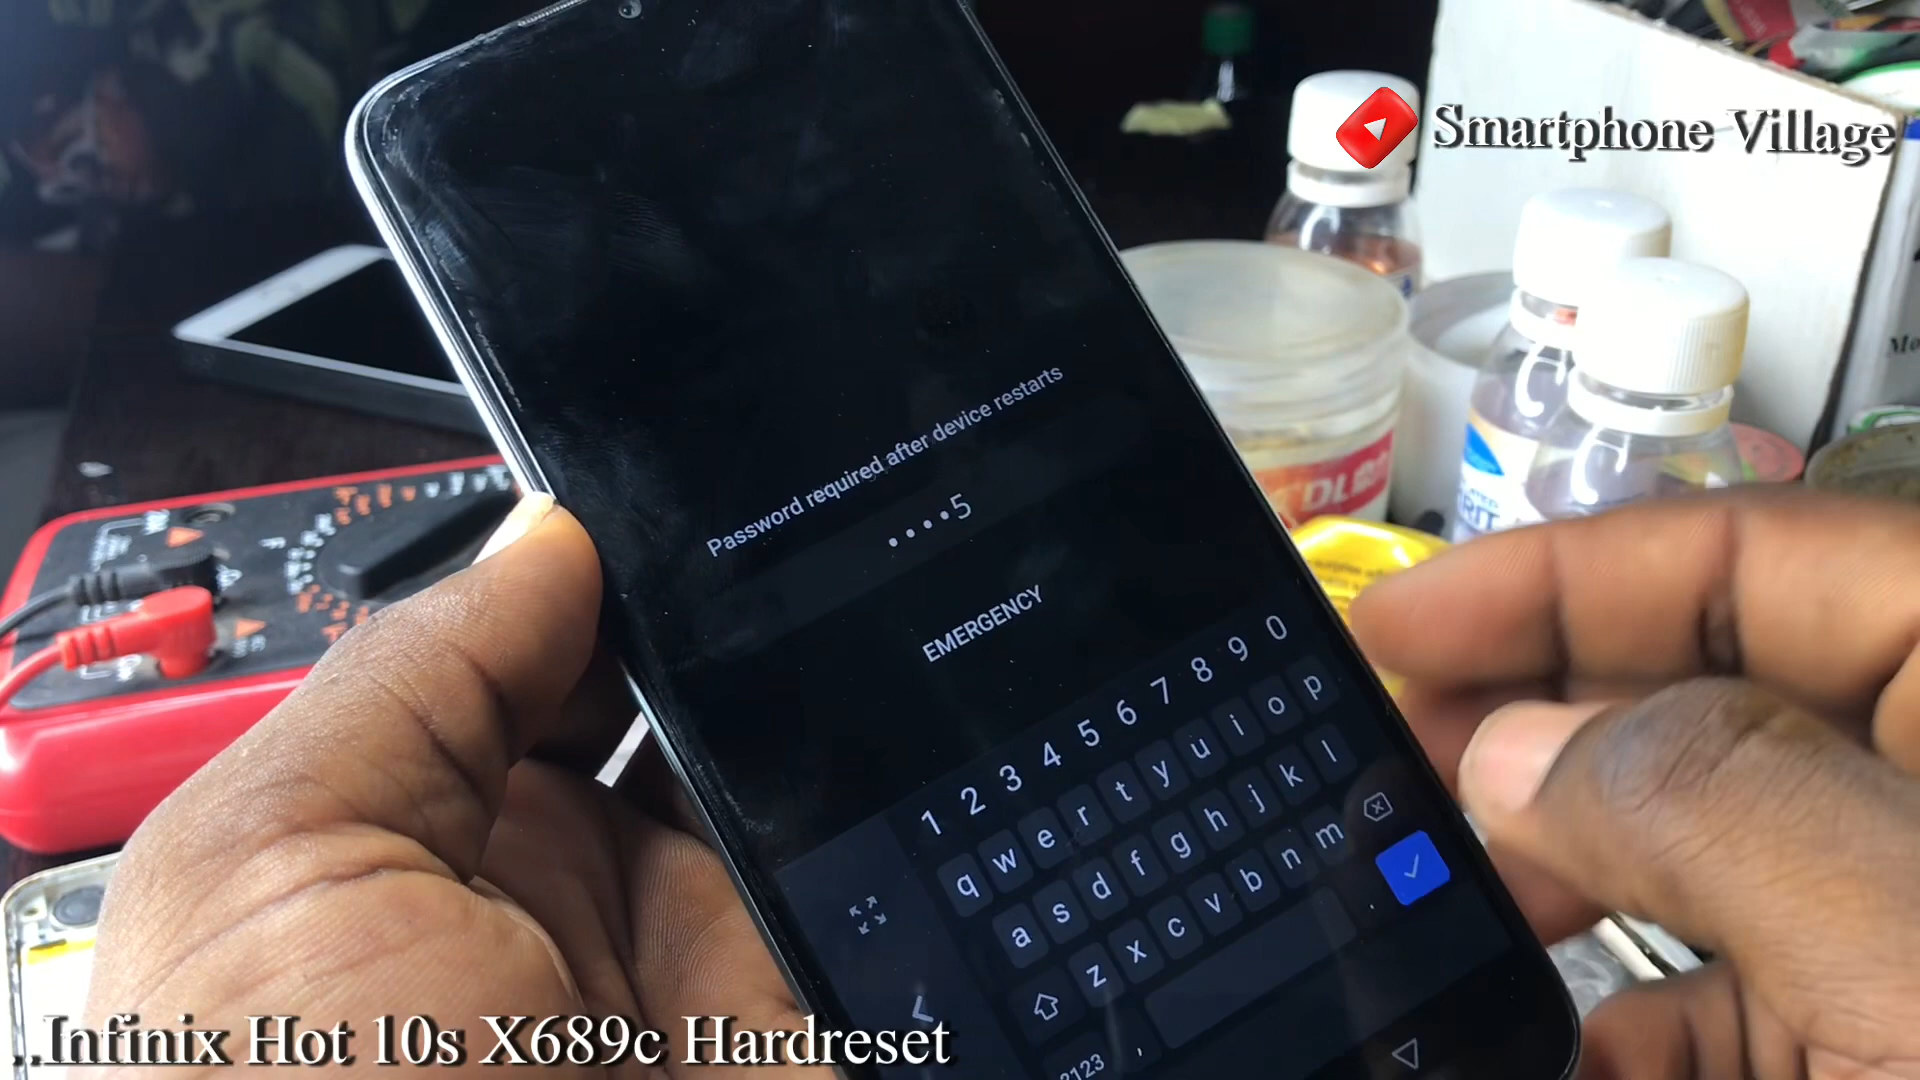 Smartphone Village
Password required after device restarts
••••5
EMERGENCY
1 2 3 4 5 6 7 8 9 0
q w e r t y u i o p
a s d f g h j k l
z x c v b n m
, .
DL
..Infinix Hot 10s X689c Hardreset